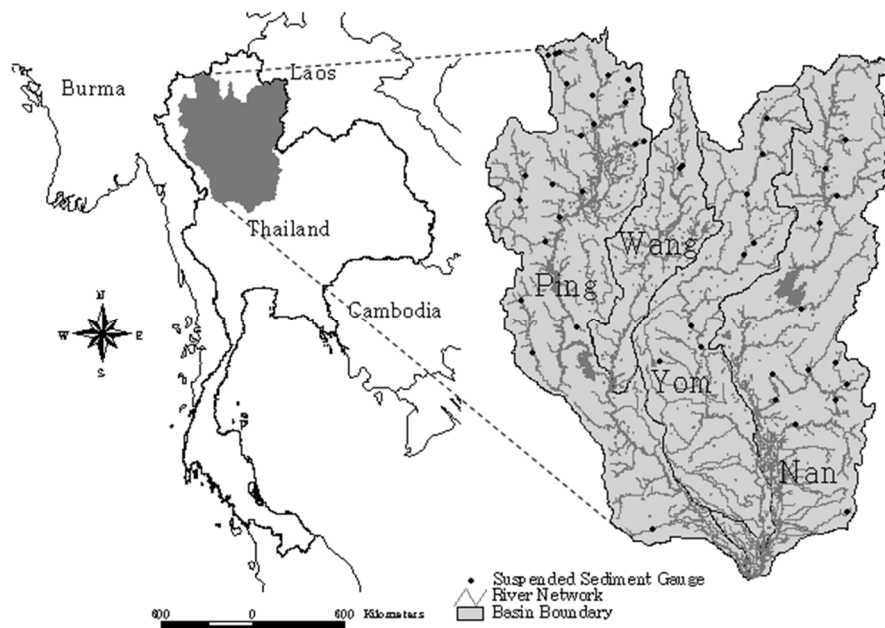 Laos
Burma
Thailand
Wang
Ping
Cambodia
N
W E
S
Yom
Nan
Suspended Sediment Gauge
River Network
Basin Boundary
600 0 600 Kilometers